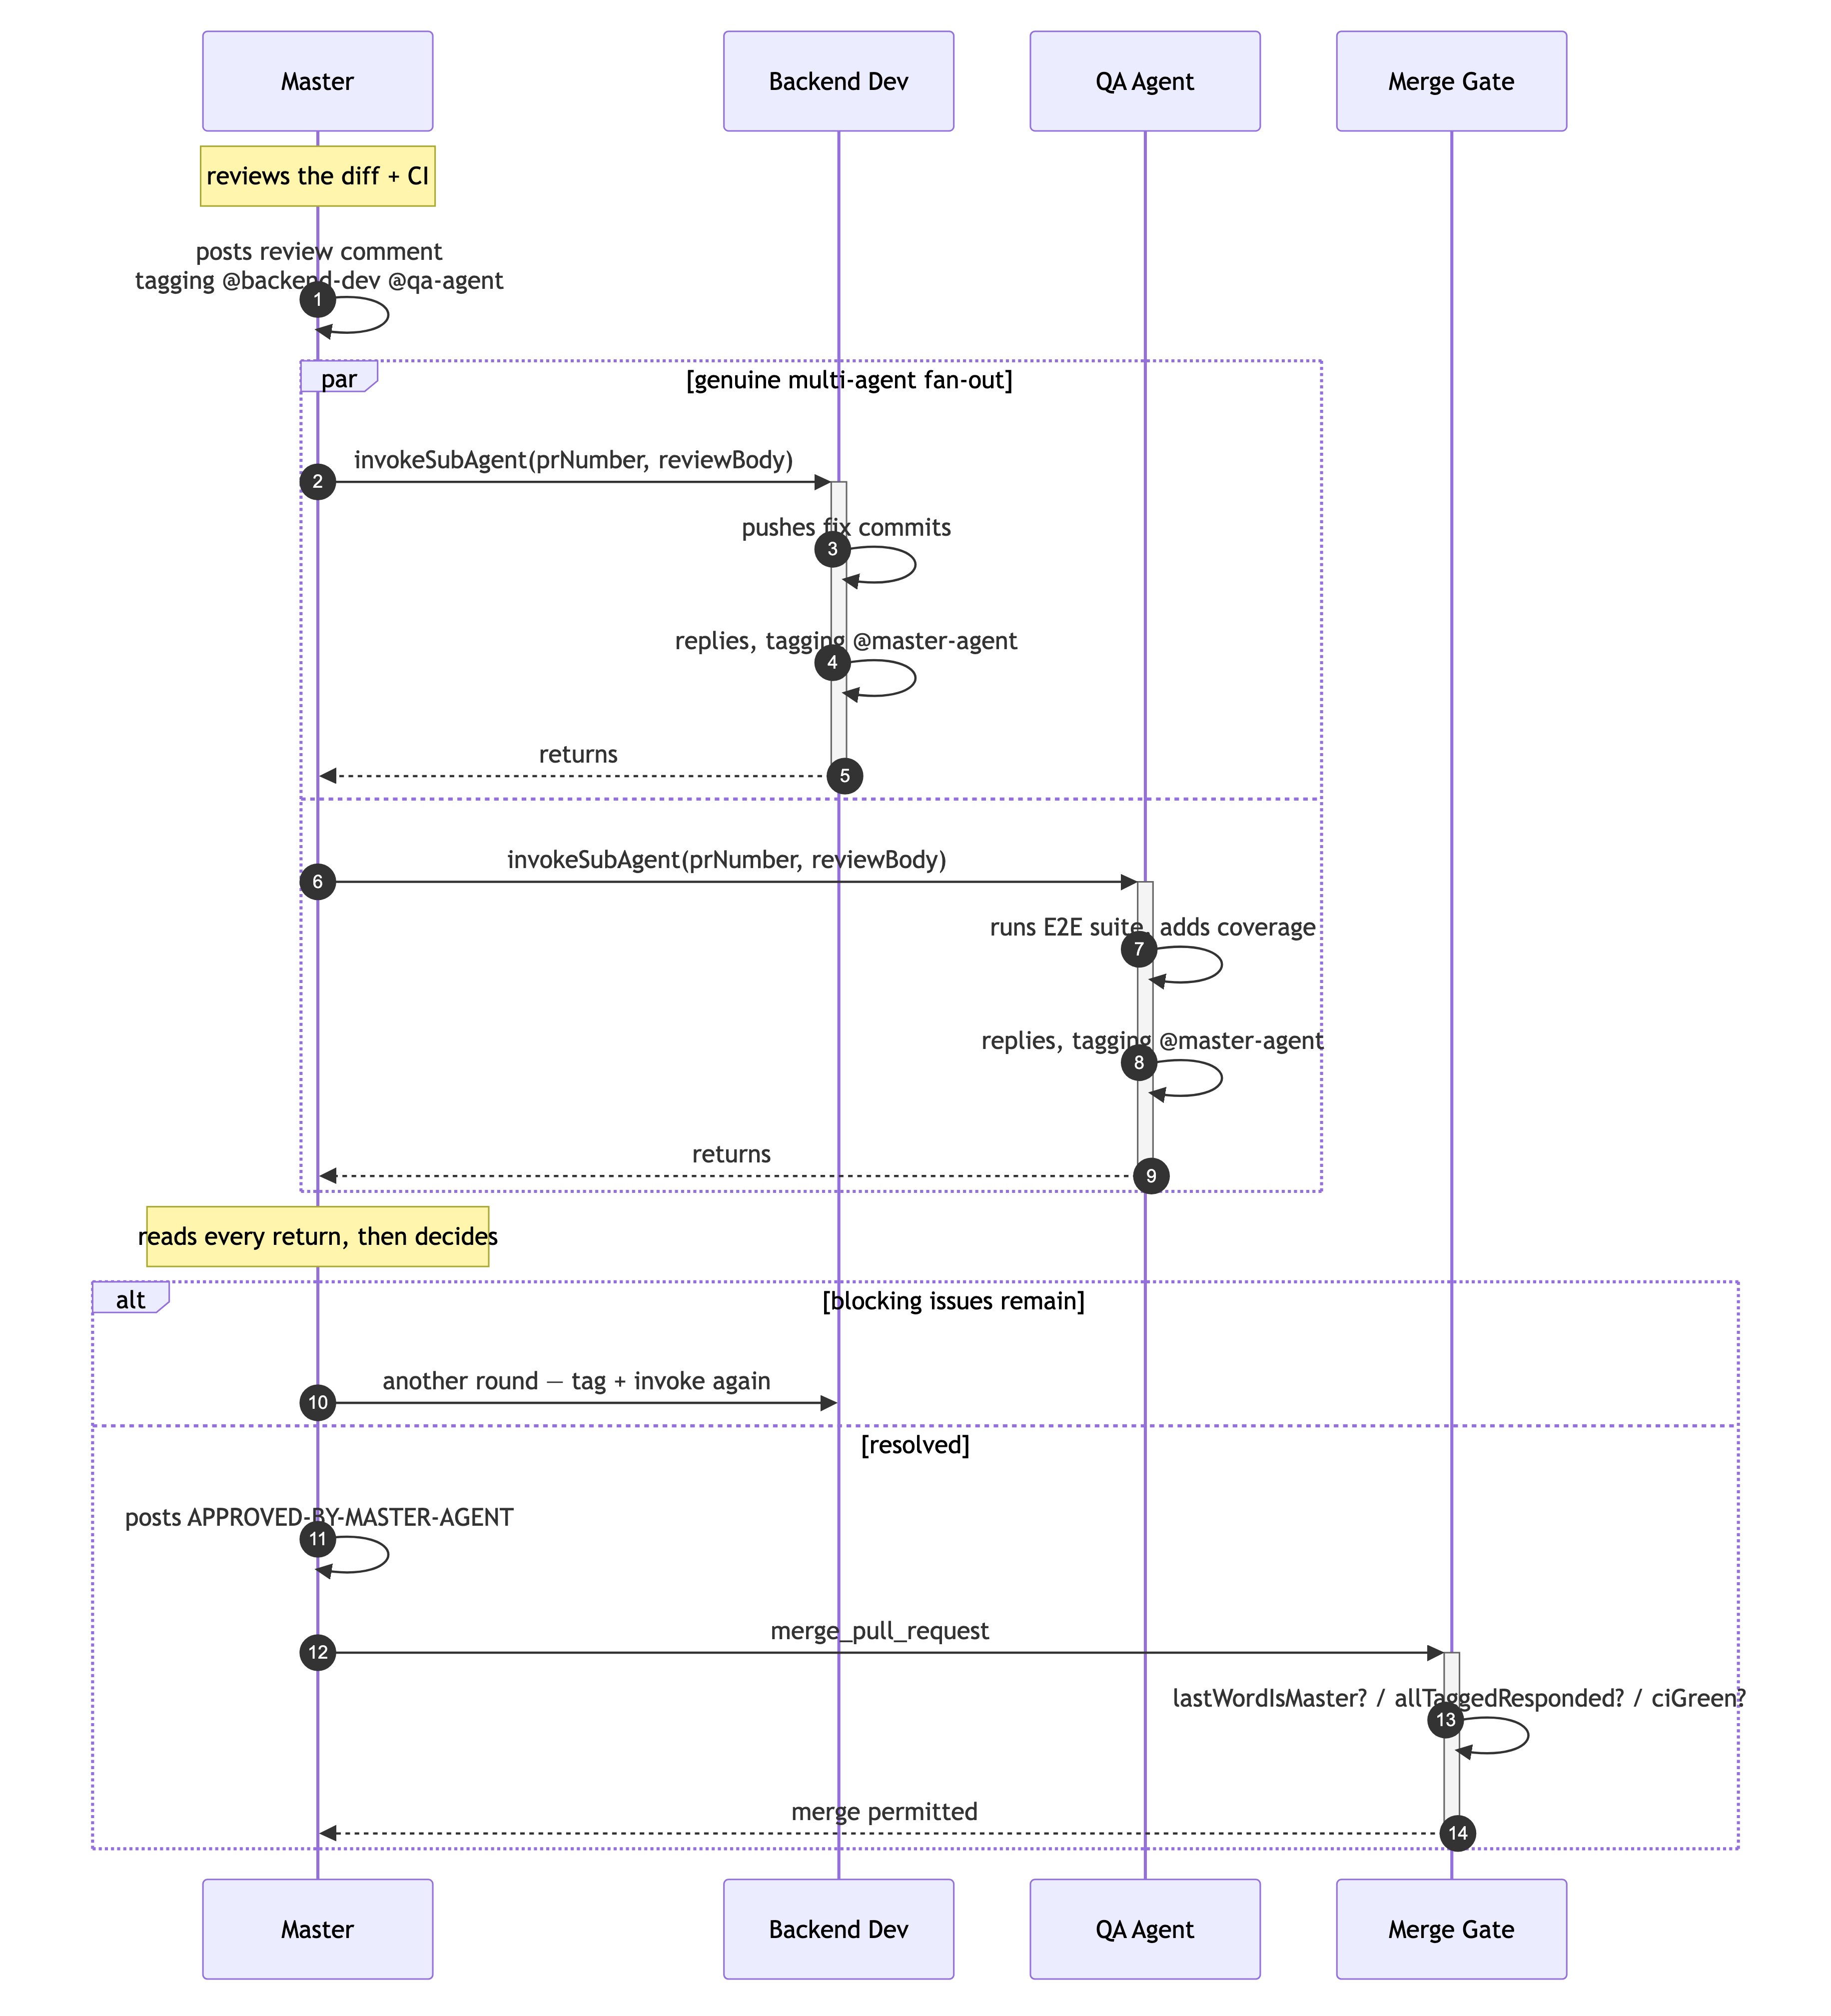 Master
Backend Dev
QA Agent
Merge Gate
reviews the diff + CI
posts review comment
tagging @backend-dev @qa-agent
1
par
[genuine multi-agent fan-out]
invokeSubAgent(prNumber, reviewBody)
2
pushes fix commits
3
replies, tagging @master-agent
4
returns
5
invokeSubAgent(prNumber, reviewBody)
6
runs E2E suite, adds coverage
7
replies, tagging @master-agent
8
returns
9
reads every return, then decides
alt
[blocking issues remain]
another round — tag + invoke again
10
[resolved]
posts APPROVED-BY-MASTER-AGENT
11
merge_pull_request
12
lastWordIsMaster? / allTaggedResponded? / ciGreen?
13
merge permitted
14
Master
Backend Dev
QA Agent
Merge Gate